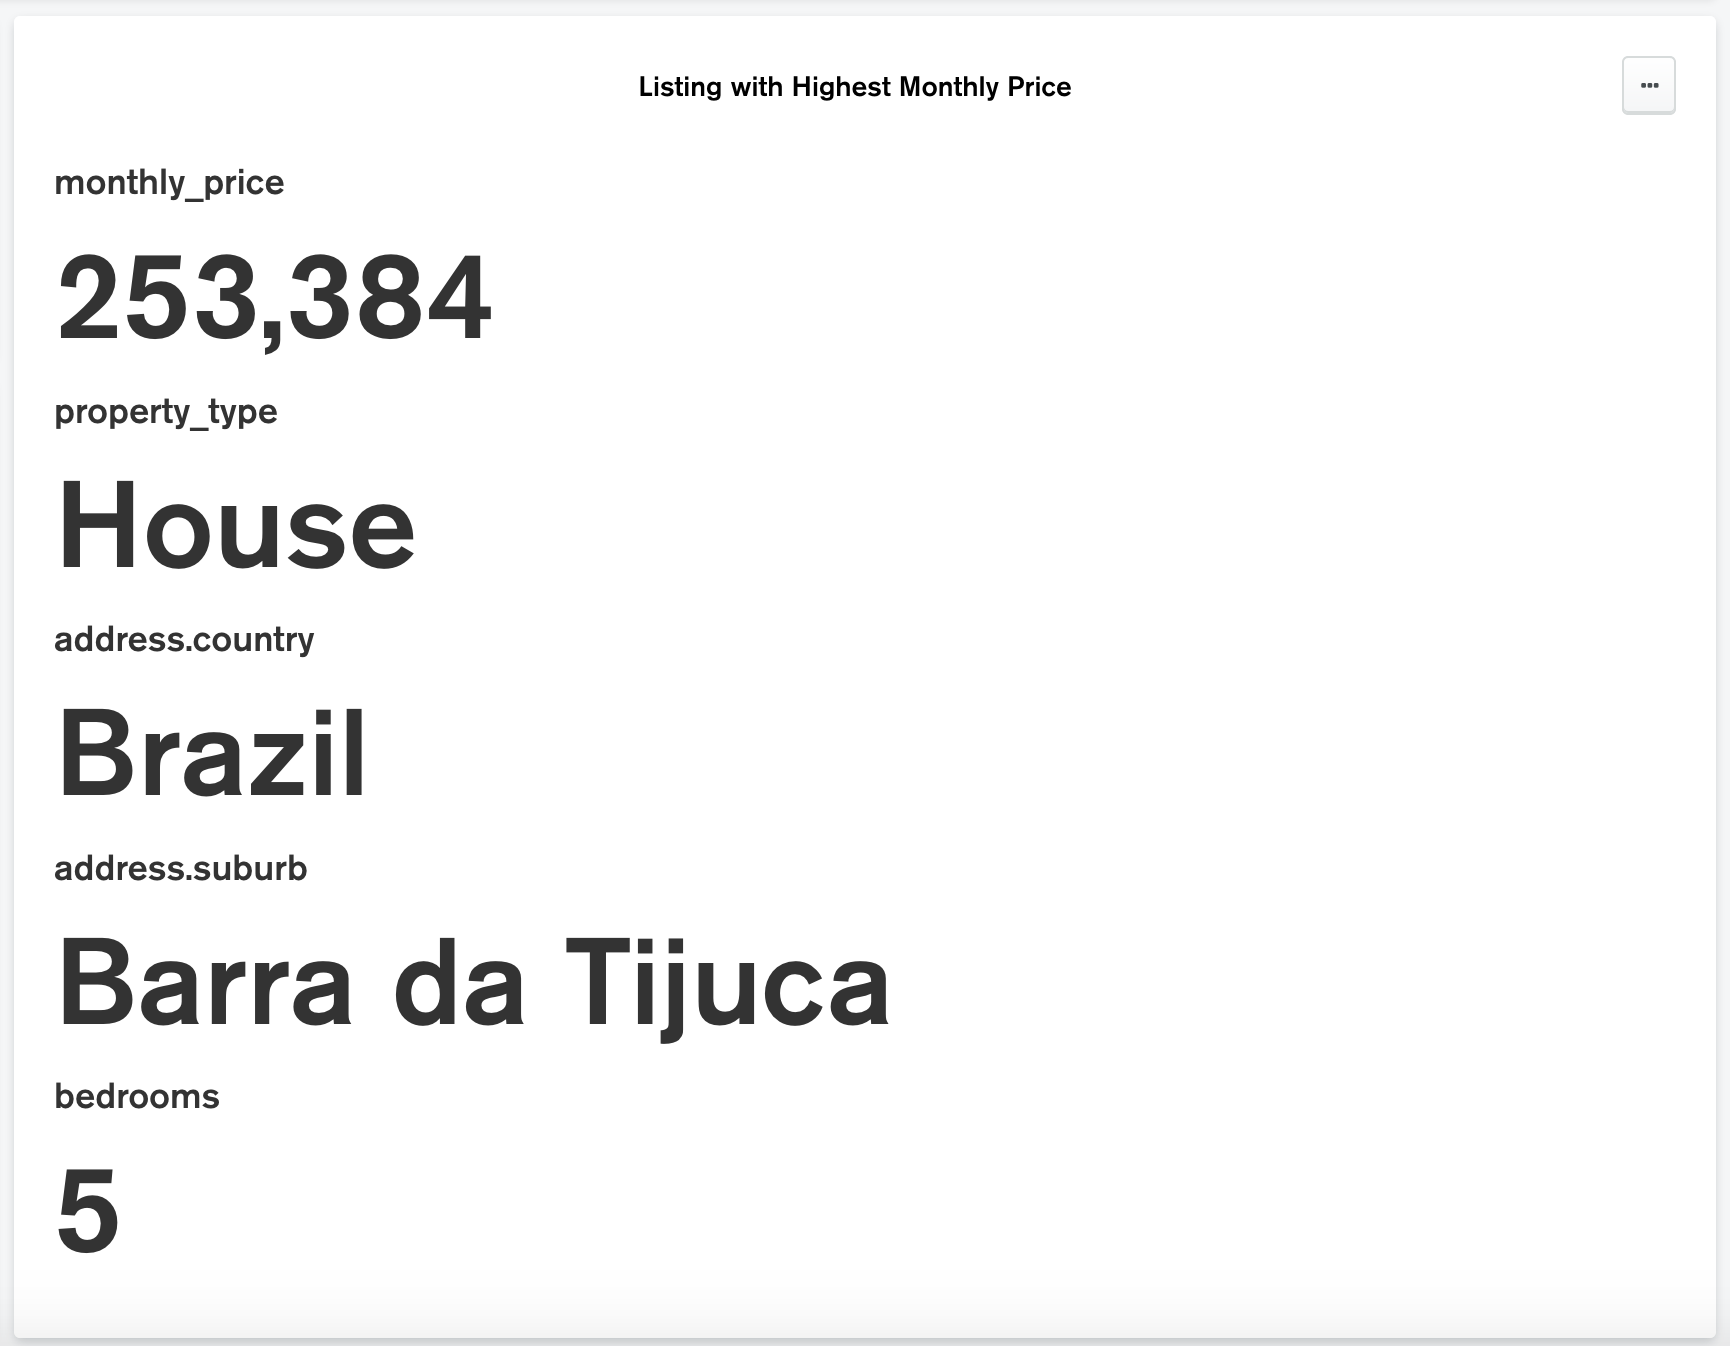 Listing with Highest Monthly Price
...
monthly_price
253,384
property_type
House
address.country
Brazil
address.suburb
Barra da Tijuca
bedrooms
5